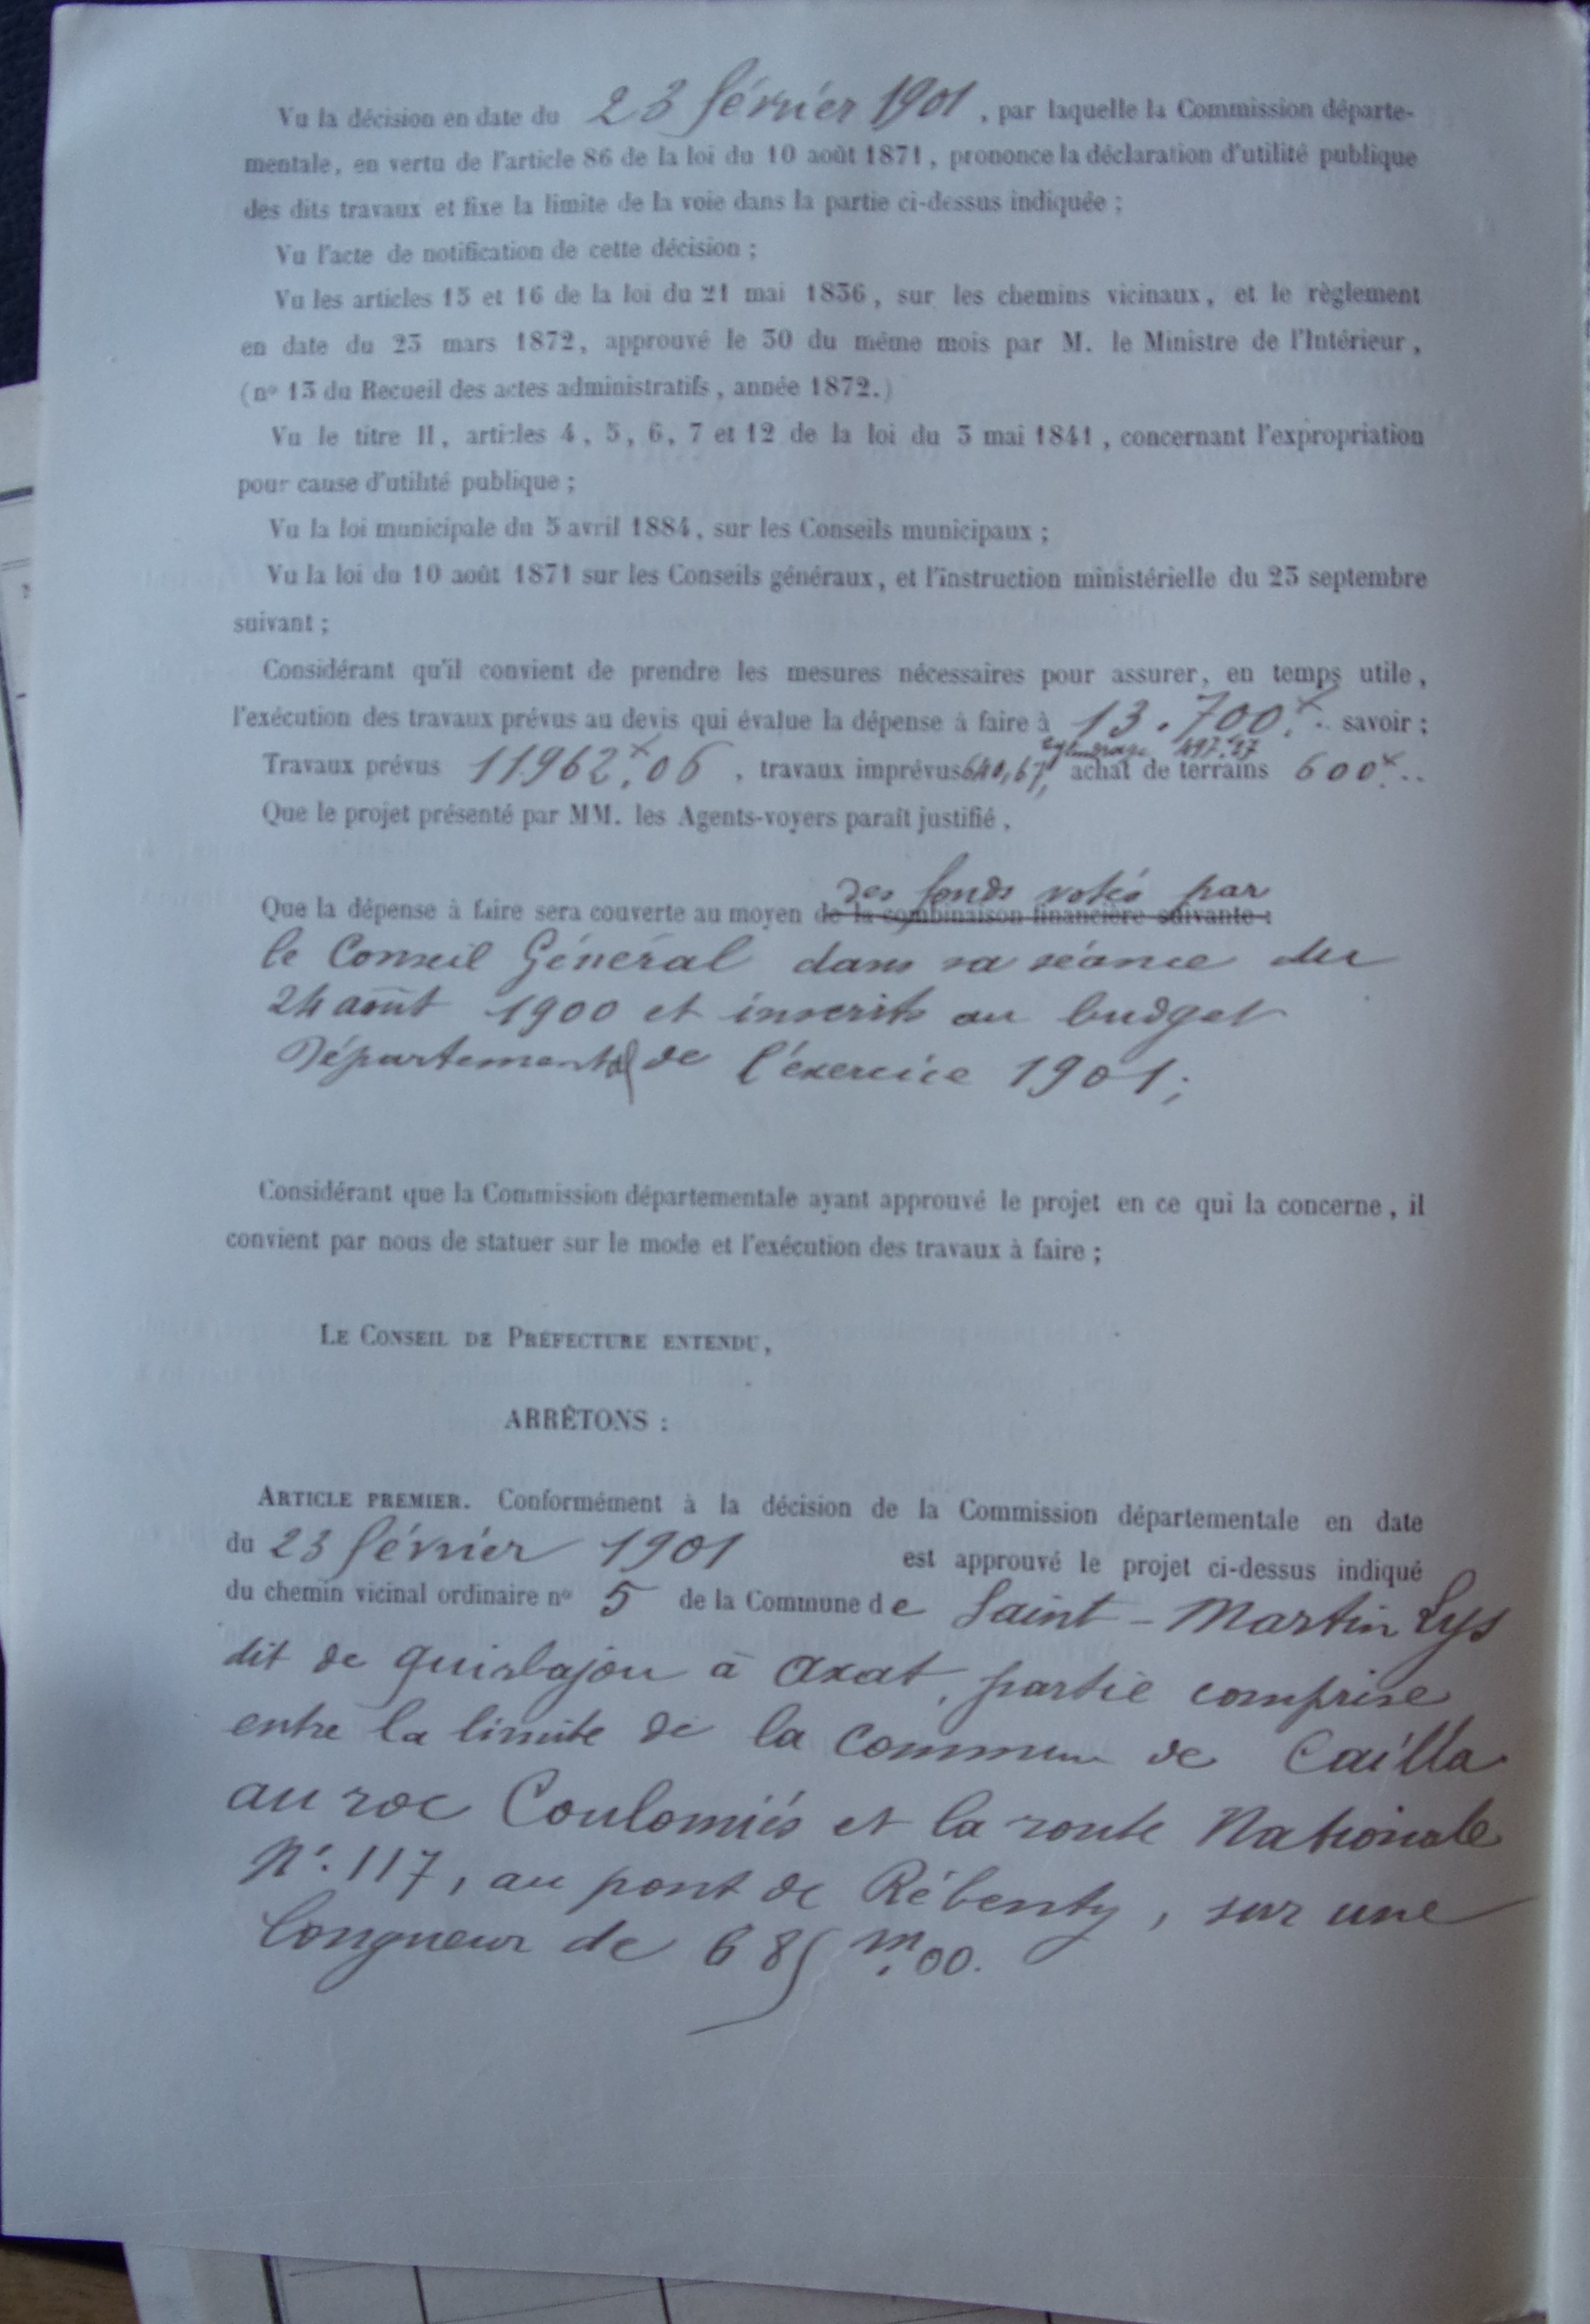 Vu la décision en date du 23 février 1901, par laquelle la Commission départe-
mentale, en vertu de l'article 86 de la loi du 10 août 1871, prononce la déclaration d'utilité publique
des dits travaux et fixe la limite de la voie dans la partie ci-dessus indiquée ;
Vu l'acte de notification de cette décision ;
Vu les articles 15 et 16 de la loi du 21 mai 1836, sur les chemins vicinaux, et le règlement
en date du 23 mars 1872, approuvé le 30 du même mois par M. le Ministre de l'Intérieur,
(nº 13 du Recueil des actes administratifs, année 1872.)
Vu le titre II, articles 4, 5, 6, 7 et 12 de la loi du 3 mai 1841, concernant l'expropriation
pour cause d'utilité publique ;
Vu la loi municipale du 5 avril 1884, sur les Conseils municipaux ;
Vu la loi du 10 août 1871 sur les Conseils généraux, et l'instruction ministérielle du 23 septembre
suivant ;
Considérant qu'il convient de prendre les mesures nécessaires pour assurer, en temps utile,
l'exécution des travaux prévus au devis qui évalue la dépense à faire à 13.700f.. savoir :
cylindrage 497f27
Travaux prévus 11962f,06, travaux imprévus 640,67, achat de terrains 600f..
Que le projet présenté par MM. les Agents-voyers paraît justifié,
des fonds votés par
Que la dépense à faire sera couverte au moyen de la combinaison financière suivante :
le Conseil Général dans sa séance du
24 août 1900 et inscrits au budget
Départemental de l'exercice 1901;
Considérant que la Commission départementale ayant approuvé le projet en ce qui la concerne, il
convient par nous de statuer sur le mode et l'exécution des travaux à faire ;
LE CONSEIL DE PRÉFECTURE ENTENDU,
ARRÊTONS :
ARTICLE PREMIER. Conformément à la décision de la Commission départementale en date
du 23 février 1901 est approuvé le projet ci-dessus indiqué
du chemin vicinal ordinaire nº 5 de la Commune de Saint-Martin Lys
dit de Quirbajou à Axat, partie comprise
entre la limite de la Commune de Cailla
au roc Coulomiés et la route Nationale
Nº. 117, au pont de Rébenty, sur une
longueur de 685m,00.